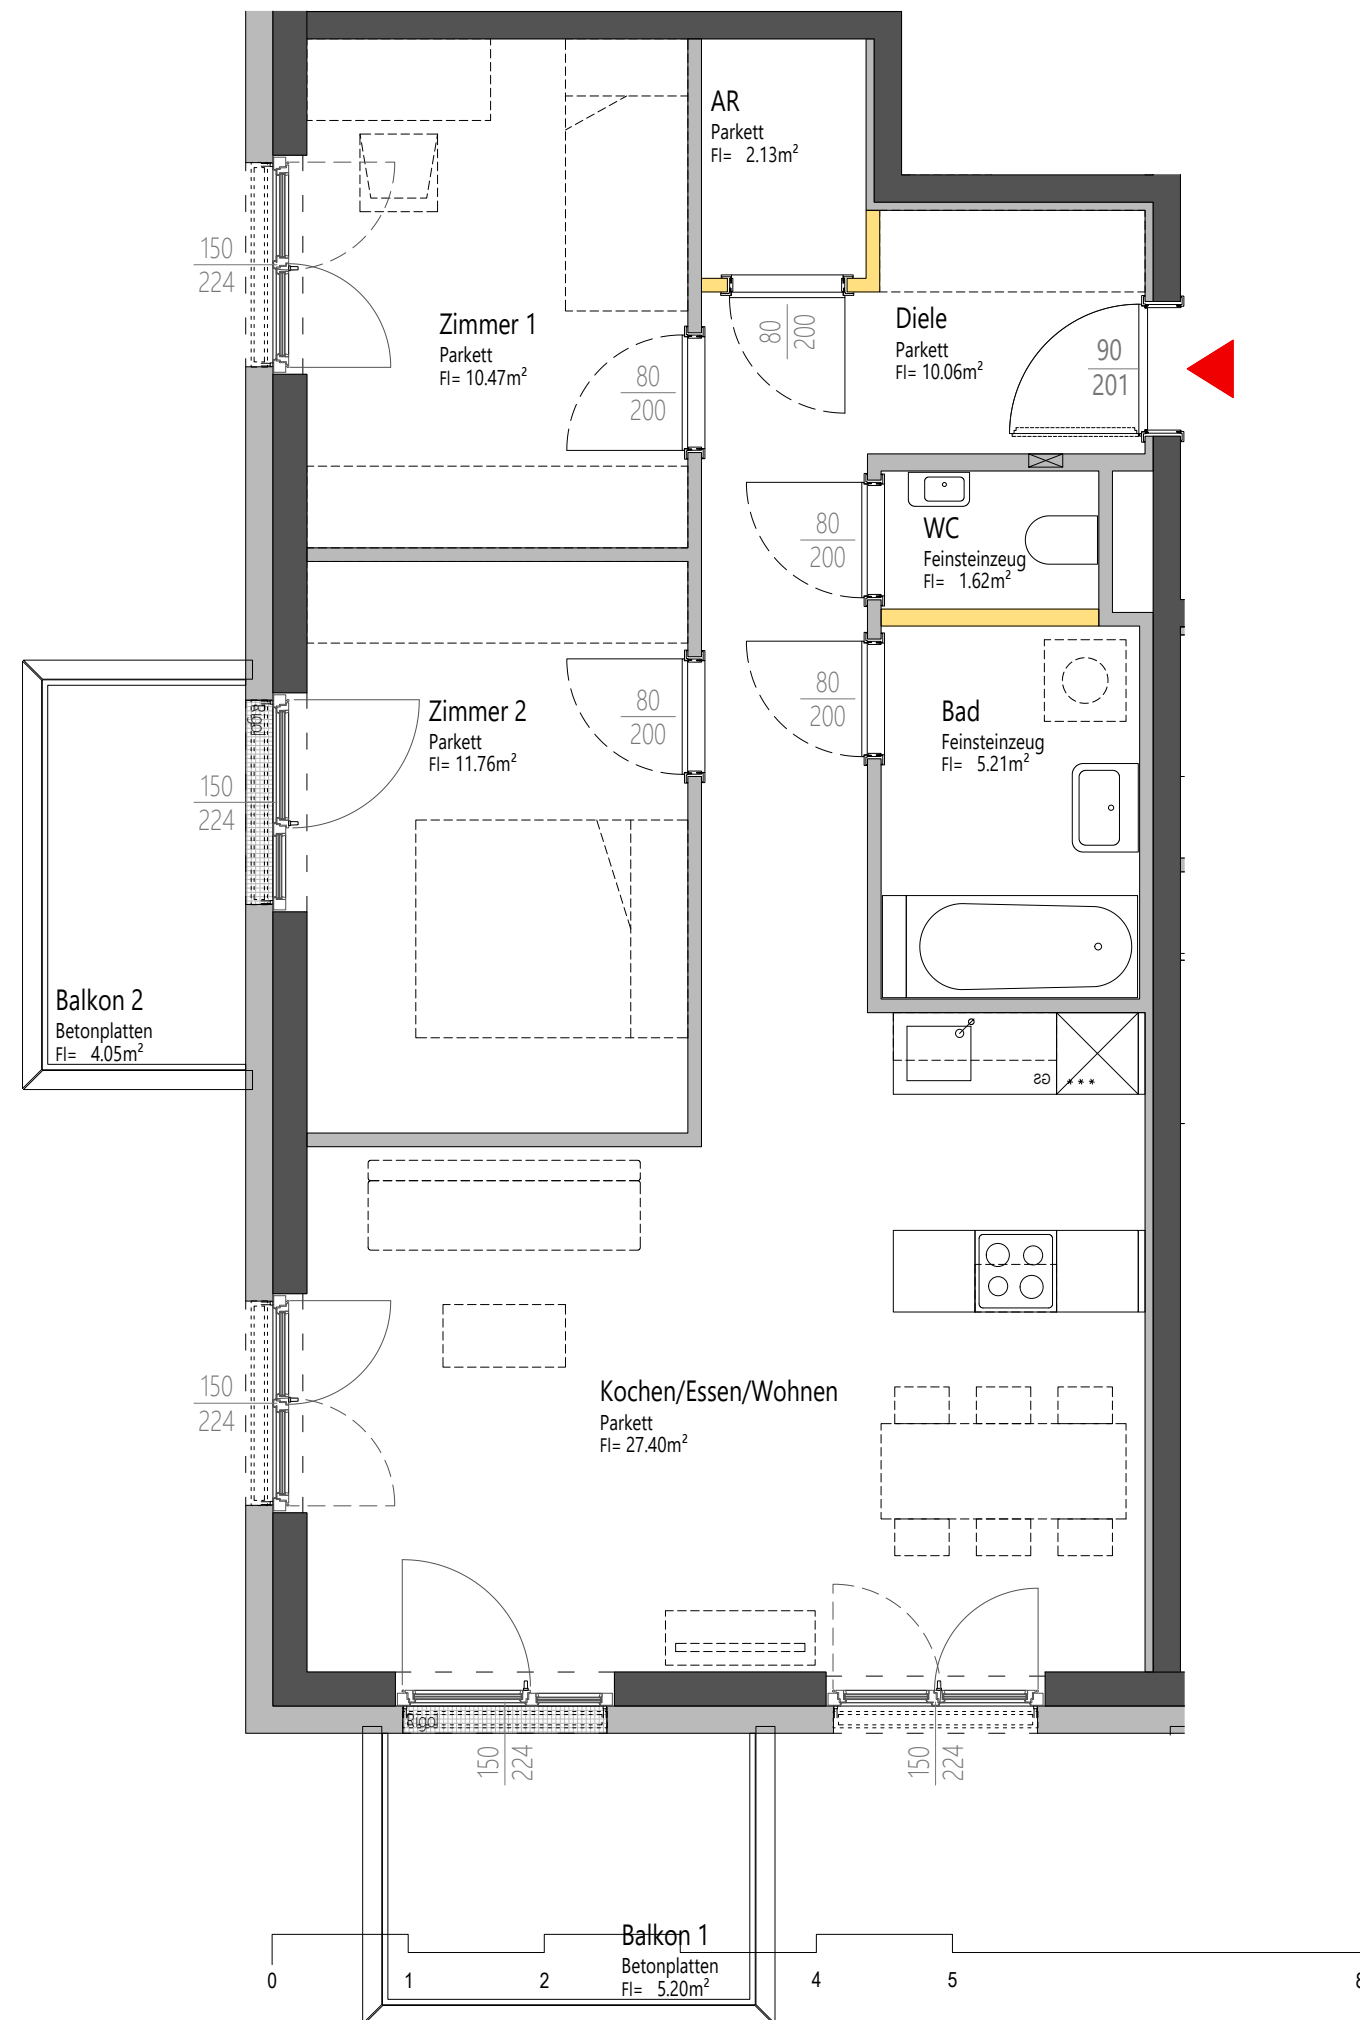 AR
Parkett
Fl= 2.13m²
150
224
Zimmer 1
Parkett
Fl= 10.47m²
80
200
80
200
Diele
Parkett
Fl= 10.06m²
90
201
80
200
WC
Feinsteinzeug
Fl= 1.62m²
Zimmer 2
Parkett
Fl= 11.76m²
80
200
80
200
Bad
Feinsteinzeug
Fl= 5.21m²
150
224
Balkon 2
Betonplatten
Fl= 4.05m²
GS
***
150
224
Kochen/Essen/Wohnen
Parkett
Fl= 27.40m²
Rigol
150
224
150
224
Balkon 1
Betonplatten
Fl= 5.20m²
0 1 2 4 5 8